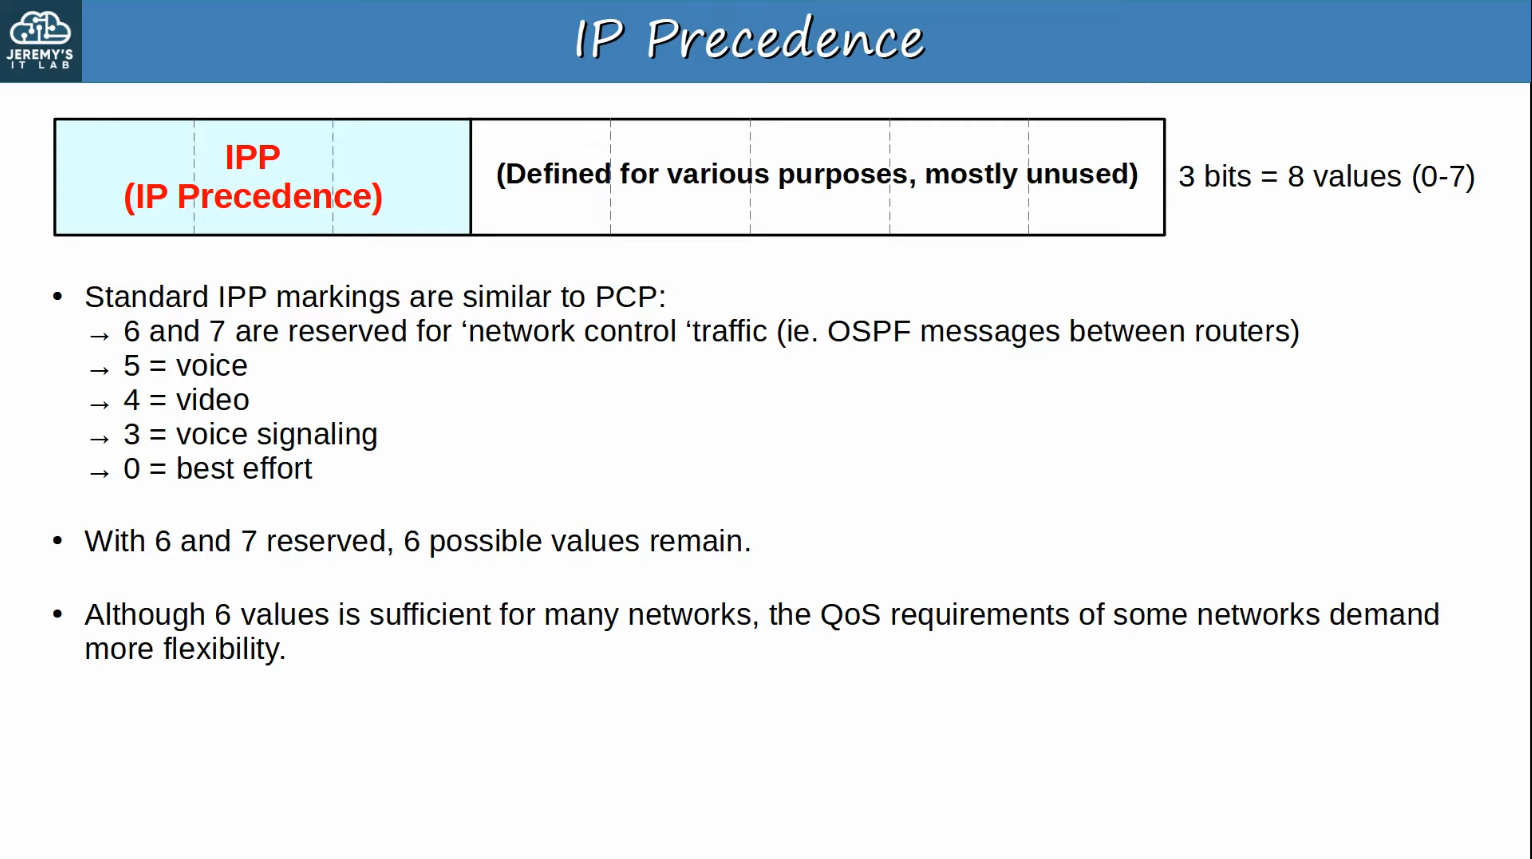 JEREMY'S
IT LAB
IP Precedence
IPP
(IP Precedence)
(Defined for various purposes, mostly unused)
3 bits = 8 values (0-7)
• Standard IPP markings are similar to PCP:
→ 6 and 7 are reserved for ‘network control ‘traffic (ie. OSPF messages between routers)
→ 5 = voice
→ 4 = video
→ 3 = voice signaling
→ 0 = best effort
• With 6 and 7 reserved, 6 possible values remain.
• Although 6 values is sufficient for many networks, the QoS requirements of some networks demand
more flexibility.